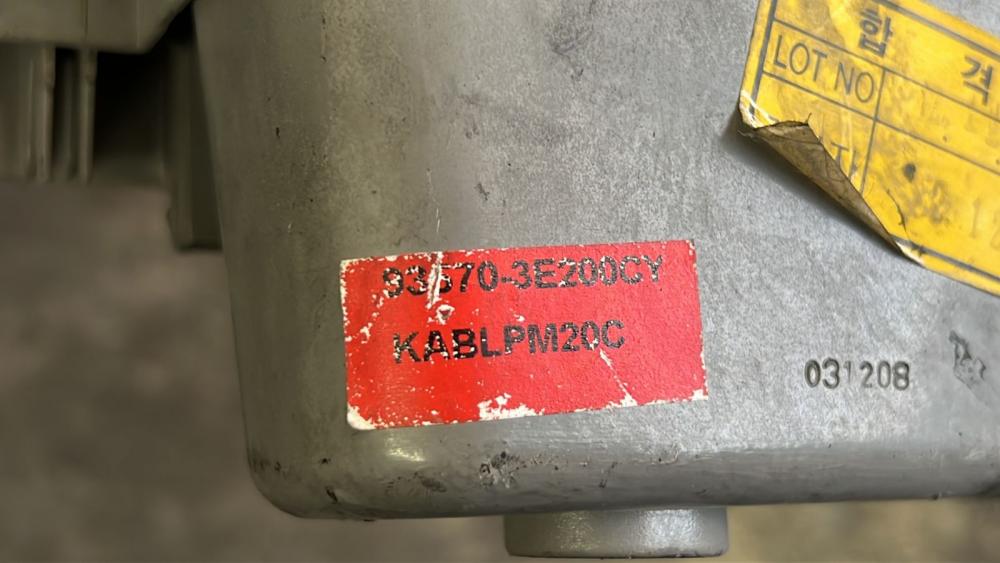 합격
LOT NO
93570-3E200CY
KABLPM20C
031208